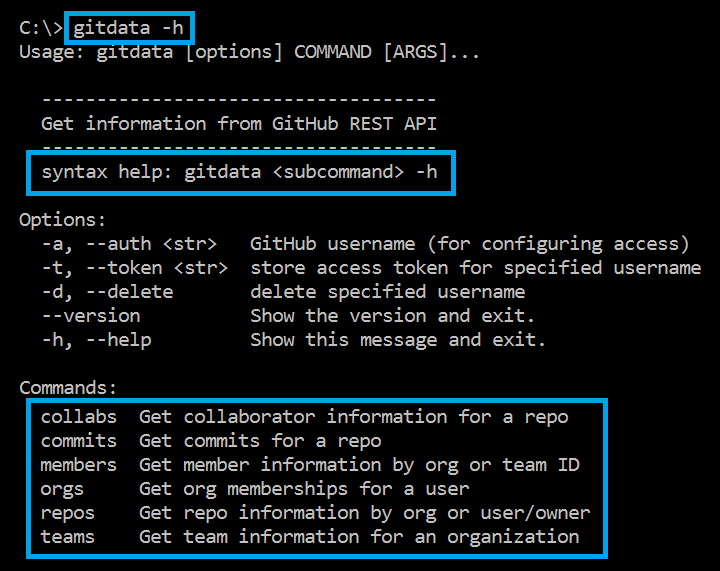 C:\> gitdata -h
Usage: gitdata [options] COMMAND [ARGS]...
------------------------------------
Get information from GitHub REST API
------------------------------------
syntax help: gitdata <subcommand> -h
Options:
-a, --auth <str>   GitHub username (for configuring access)
-t, --token <str>  store access token for specified username
-d, --delete       delete specified username
--version          Show the version and exit.
-h, --help         Show this message and exit.
Commands:
collabs  Get collaborator information for a repo
commits  Get commits for a repo
members  Get member information by org or team ID
orgs     Get org memberships for a user
repos    Get repo information by org or user/owner
teams    Get team information for an organization